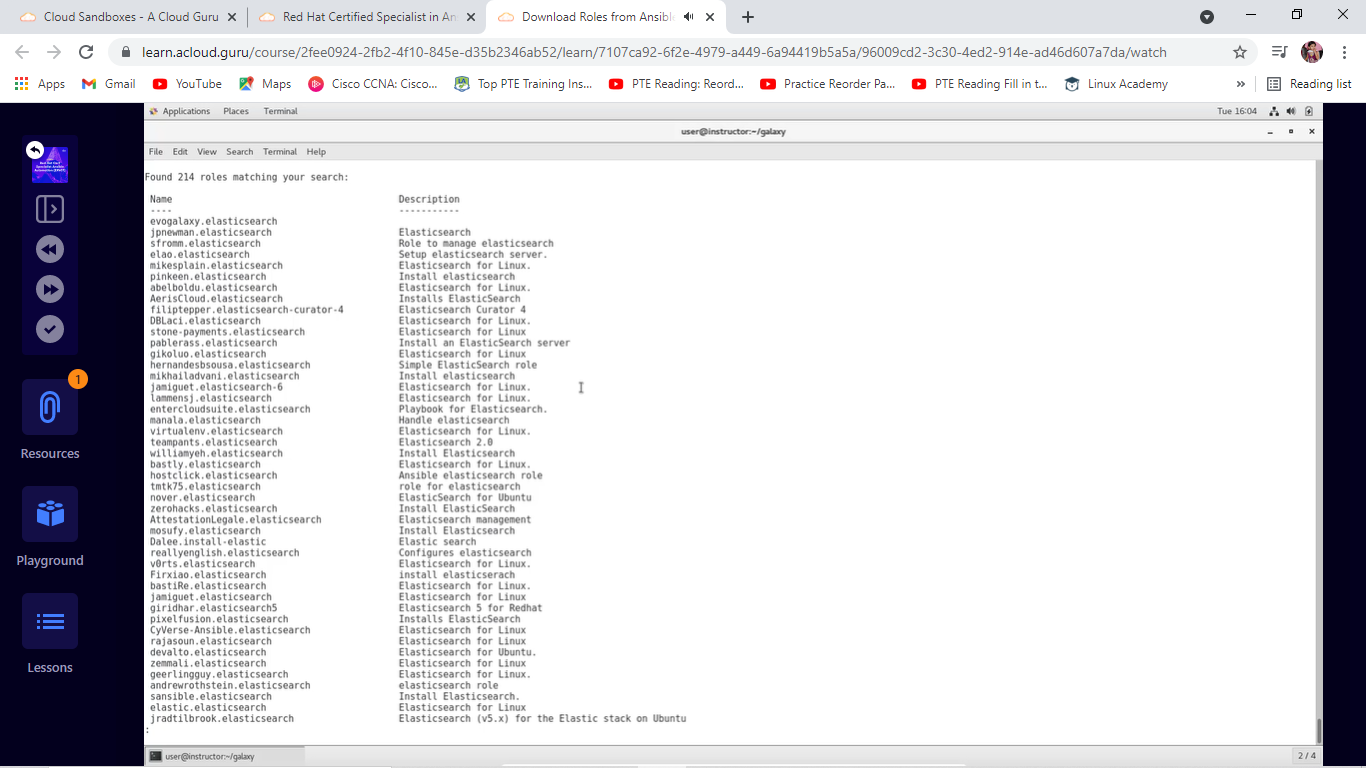 Cloud Sandboxes - A Cloud Guru
Red Hat Certified Specialist in An
Download Roles from Ansibl
learn.acloud.guru/course/2fee0924-2fb2-4f10-845e-d35b2346ab52/learn/7107ca92-6f2e-4979-a449-6a94419b5a5a/96009cd2-3c30-4ed2-914e-ad46d607a7da/watch
Apps Gmail YouTube Maps Cisco CCNA: Cisco... Top PTE Training Ins... PTE Reading: Reord... Practice Reorder Pa... PTE Reading Fill in t... Linux Academy » Reading list
Applications Places Terminal Tue 16:04
user@instructor:~/galaxy
File Edit View Search Terminal Help
Found 214 roles matching your search:
Name Description
---- -----------
evogalaxy.elasticsearch
jpnewman.elasticsearch Elasticsearch
sfromm.elasticsearch Role to manage elasticsearch
elao.elasticsearch Setup elasticsearch server.
mikesplain.elasticsearch Elasticsearch for Linux.
pinkeen.elasticsearch Install elasticsearch
abelboldu.elasticsearch Elasticsearch for Linux.
AerisCloud.elasticsearch Installs ElasticSearch
filiptepper.elasticsearch-curator-4 Elasticsearch Curator 4
DBLaci.elasticsearch Elasticsearch for Linux.
stone-payments.elasticsearch Elasticsearch for Linux
pablerass.elasticsearch Install an ElasticSearch server
gikoluo.elasticsearch Elasticsearch for Linux
hernandesbsousa.elasticsearch Simple ElasticSearch role
mikhailadvani.elasticsearch Install elasticsearch
jamiguet.elasticsearch-6 Elasticsearch for Linux.
lammensj.elasticsearch Elasticsearch for Linux.
entercloudsuite.elasticsearch Playbook for Elasticsearch.
manala.elasticsearch Handle elasticsearch
virtualenv.elasticsearch Elasticsearch for Linux.
teampants.elasticsearch Elasticsearch 2.0
williamyeh.elasticsearch Install Elasticsearch
bastly.elasticsearch Elasticsearch for Linux.
hostclick.elasticsearch Ansible elasticsearch role
tmtk75.elasticsearch role for elasticsearch
nover.elasticsearch ElasticSearch for Ubuntu
zerohacks.elasticsearch Install ElasticSearch
AttestationLegale.elasticsearch Elasticsearch management
mosufy.elasticsearch Install Elasticsearch
Dalee.install-elastic Elastic search
reallyenglish.elasticsearch Configures elasticsearch
v0rts.elasticsearch Elasticsearch for Linux.
Firxiao.elasticsearch install elasticserach
bastiRe.elasticsearch Elasticsearch for Linux.
jamiguet.elasticsearch Elasticsearch for Linux
giridhar.elasticsearch5 Elasticsearch 5 for Redhat
pixelfusion.elasticsearch Installs ElasticSearch
CyVerse-Ansible.elasticsearch Elasticsearch for Linux
rajasoun.elasticsearch Elasticsearch for Linux
devalto.elasticsearch Elasticsearch for Ubuntu.
zemmali.elasticsearch Elasticsearch for Linux
geerlingguy.elasticsearch Elasticsearch for Linux.
andrewrothstein.elasticsearch elasticsearch role
sansible.elasticsearch Install Elasticsearch.
elastic.elasticsearch Elasticsearch for Linux
jradtilbrook.elasticsearch Elasticsearch (v5.x) for the Elastic stack on Ubuntu
:
user@instructor:~/galaxy 2 / 4
1
Resources
Playground
Lessons